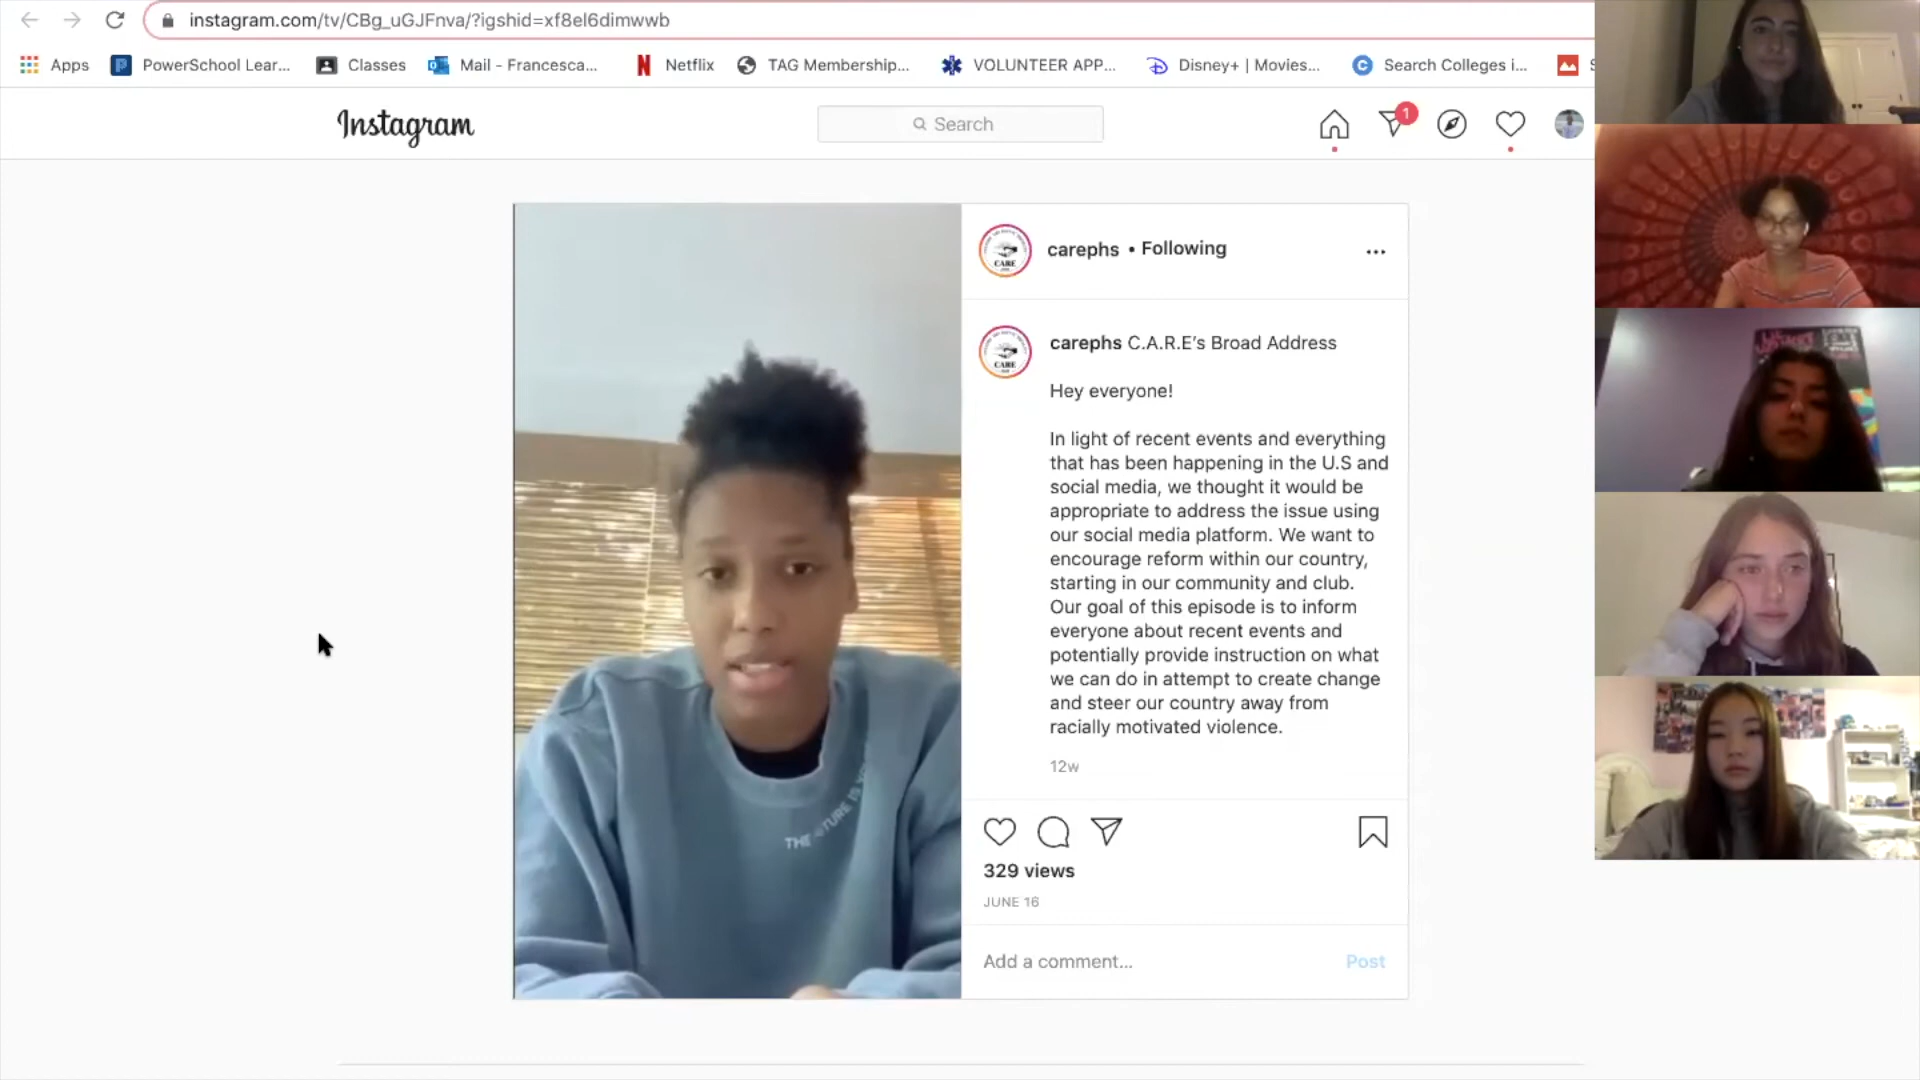 instagram.com/tv/CBg_uGJFnva/?igshid=xf8el6dimwwb
Apps PowerSchool Lear... Classes Mail - Francesca... Netflix TAG Membership... VOLUNTEER APP... Disney+ | Movies... Search Colleges i...
Instagram
Search
1
carephs • Following
CARE
carephs C.A.R.E's Broad Address
CARE
Hey everyone!
In light of recent events and everything
that has been happening in the U.S and
social media, we thought it would be
appropriate to address the issue using
our social media platform. We want to
encourage reform within our country,
starting in our community and club.
Our goal of this episode is to inform
everyone about recent events and
potentially provide instruction on what
we can do in attempt to create change
and steer our country away from
racially motivated violence.
12w
329 views
JUNE 16
Add a comment... Post
THE
IS